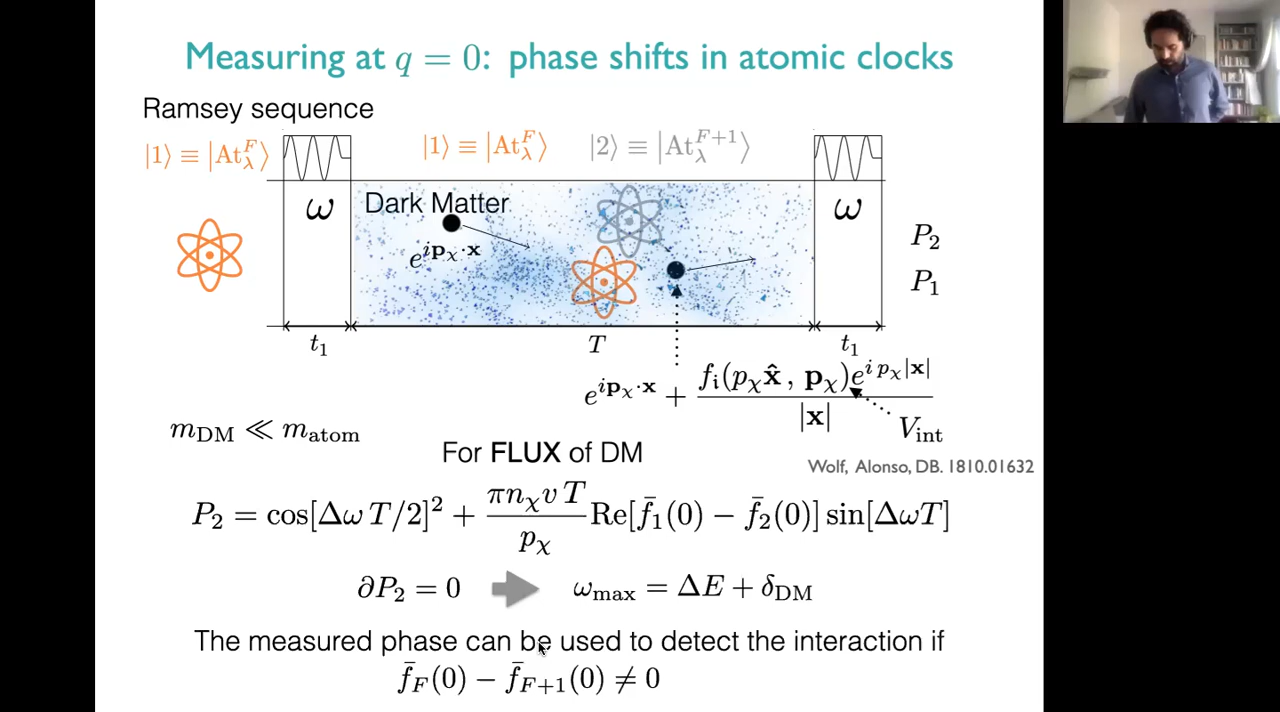 Measuring at q = 0: phase shifts in atomic clocks
Ramsey sequence
|1⟩ ≡ |At_λ^F⟩
|1⟩ ≡ |At_λ^F⟩ |2⟩ ≡ |At_λ^{F+1}⟩
ω
Dark Matter
ω
e^{i𝐩_χ·𝐱}
P_2
P_1
t_1
T
t_1
e^{i𝐩_χ·𝐱} + f_i(p_χ 𝐱̂, 𝐩_χ)e^{i p_χ|𝐱|} / |𝐱|
V_int
m_DM ≪ m_atom
For FLUX of DM
Wolf, Alonso, DB. 1810.01632
P_2 = cos[Δω T/2]^2 + πn_χ v T / p_χ Re[f̄_1(0) − f̄_2(0)] sin[ΔωT]
∂P_2 = 0 ω_max = ΔE + δ_DM
The measured phase can be used to detect the interaction if
f̄_F(0) − f̄_{F+1}(0) ≠ 0